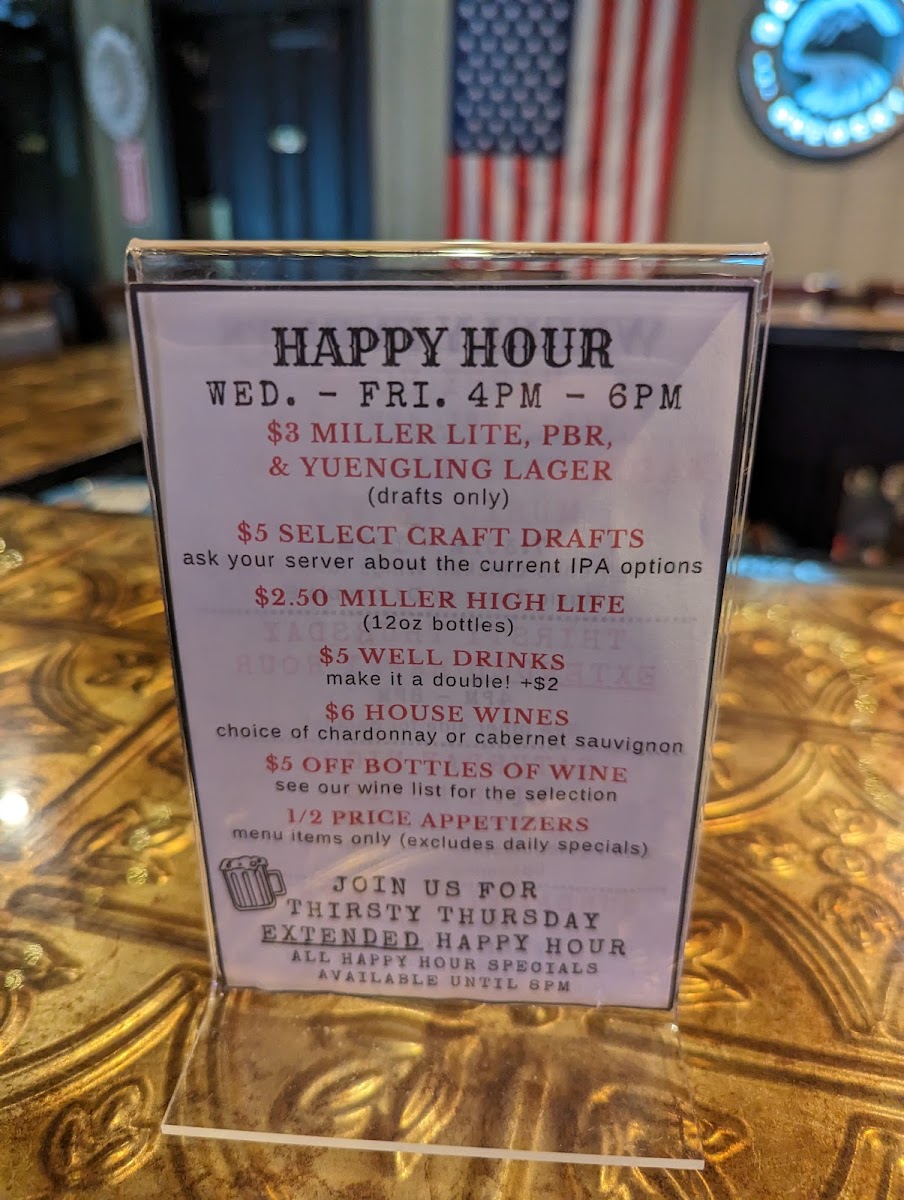 HAPPY HOUR
WED. - FRI. 4PM - 6PM
$3 MILLER LITE, PBR,
& YUENGLING LAGER
(drafts only)
$5 SELECT CRAFT DRAFTS
ask your server about the current IPA options
$2.50 MILLER HIGH LIFE
(12oz bottles)
$5 WELL DRINKS
make it a double! +$2
$6 HOUSE WINES
choice of chardonnay or cabernet sauvignon
$5 OFF BOTTLES OF WINE
see our wine list for the selection
1/2 PRICE APPETIZERS
menu items only (excludes daily specials)
JOIN US FOR
THIRSTY THURSDAY
EXTENDED HAPPY HOUR
ALL HAPPY HOUR SPECIALS
AVAILABLE UNTIL 8PM